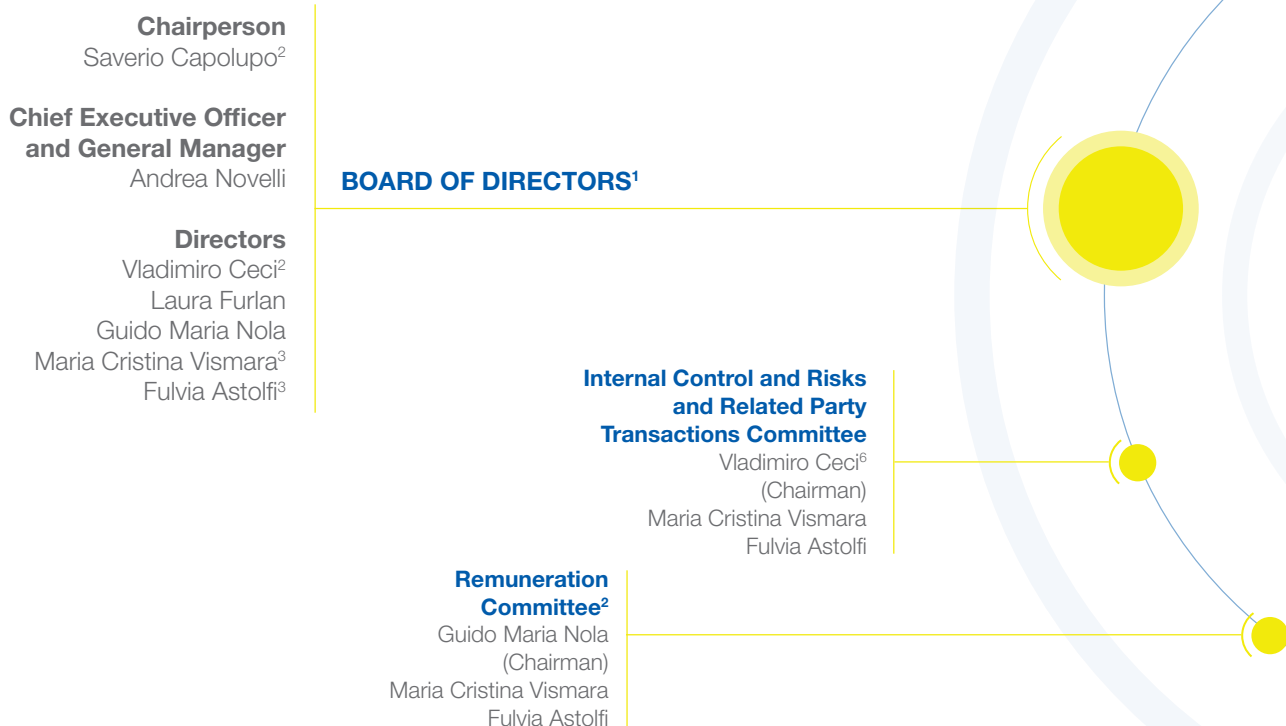 Chairperson
Saverio Capolupo²
Chief Executive Officer
and General Manager
Andrea Novelli
Directors
Vladimiro Ceci²
Laura Furlan
Guido Maria Nola
Maria Cristina Vismara³
Fulvia Astolfi³
BOARD OF DIRECTORS¹
Internal Control and Risks
and Related Party
Transactions Committee
Vladimiro Ceci⁶
(Chairman)
Maria Cristina Vismara
Fulvia Astolfi
Remuneration
Committee²
Guido Maria Nola
(Chairman)
Maria Cristina Vismara
Fulvia Astolfi